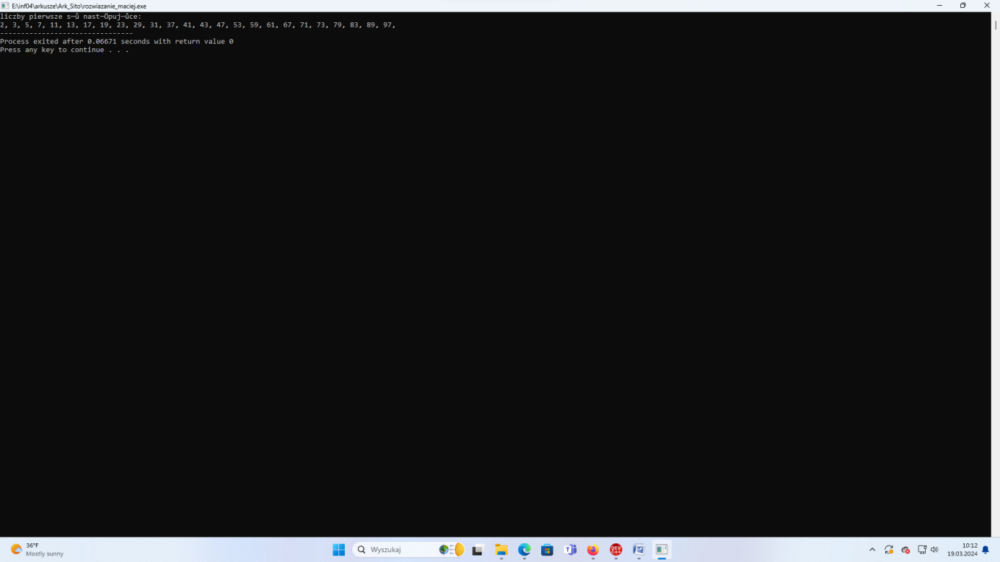 E:\inf04\arkusze\Ark_Sito\rozwiazanie_maciej.exe
liczby pierwsze s─ů nast─Öpuj─ůce:
2, 3, 5, 7, 11, 13, 17, 19, 23, 29, 31, 37, 41, 43, 47, 53, 59, 61, 67, 71, 73, 79, 83, 89, 97,
--------------------------------
Process exited after 0.06671 seconds with return value 0
Press any key to continue . . .
36°F
Mostly sunny
Wyszukaj
DEV
C++
10:12
19.03.2024